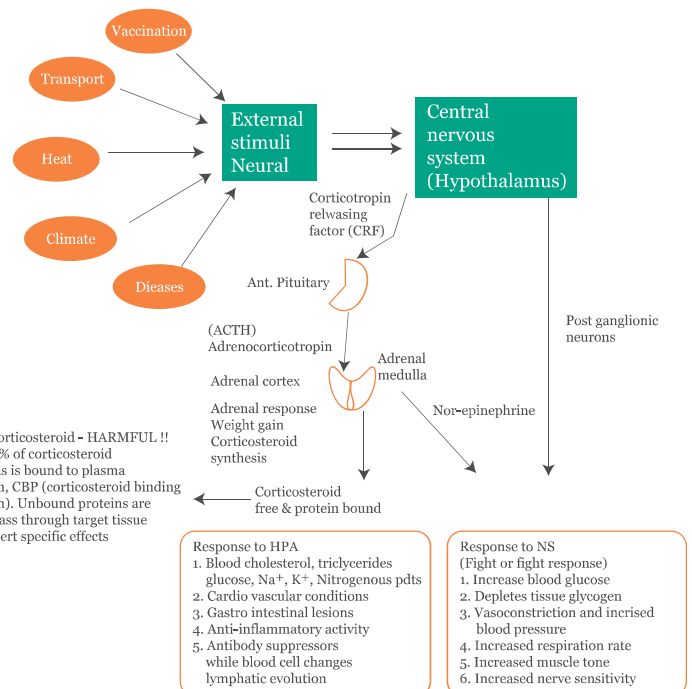 Vaccination
Transport
Heat
Climate
Dieases
External
stimuli
Neural
Central
nervous
system
(Hypothalamus)
Corticotropin
relwasing
factor (CRF)
Ant. Pituitary
Post ganglionic
neurons
(ACTH)
Adrenocorticotropin
Adrenal
medulla
Adrenal cortex
Adrenal response
Weight gain
Corticosteroid
synthesis
Nor-epinephrine
orticosteroid - HARMFUL !!
% of corticosteroid
is bound to plasma
CBP (corticosteroid binding
Unbound proteins are
through target tissue
specific effects
Corticosteroid
free & protein bound
Response to HPA
1. Blood cholesterol, triclycerides
glucose, Na+, K+, Nitrogenous pdts
2. Cardio vascular conditions
3. Gastro intestinal lesions
4. Anti-inflammatory activity
5. Antibody suppressors
while blood cell changes
lymphatic evolution
Response to NS
(Fight or fight response)
1. Increase blood glucose
2. Depletes tissue glycogen
3. Vasoconstriction and incrised
blood pressure
4. Increased respiration rate
5. Increased muscle tone
6. Increased nerve sensitivity